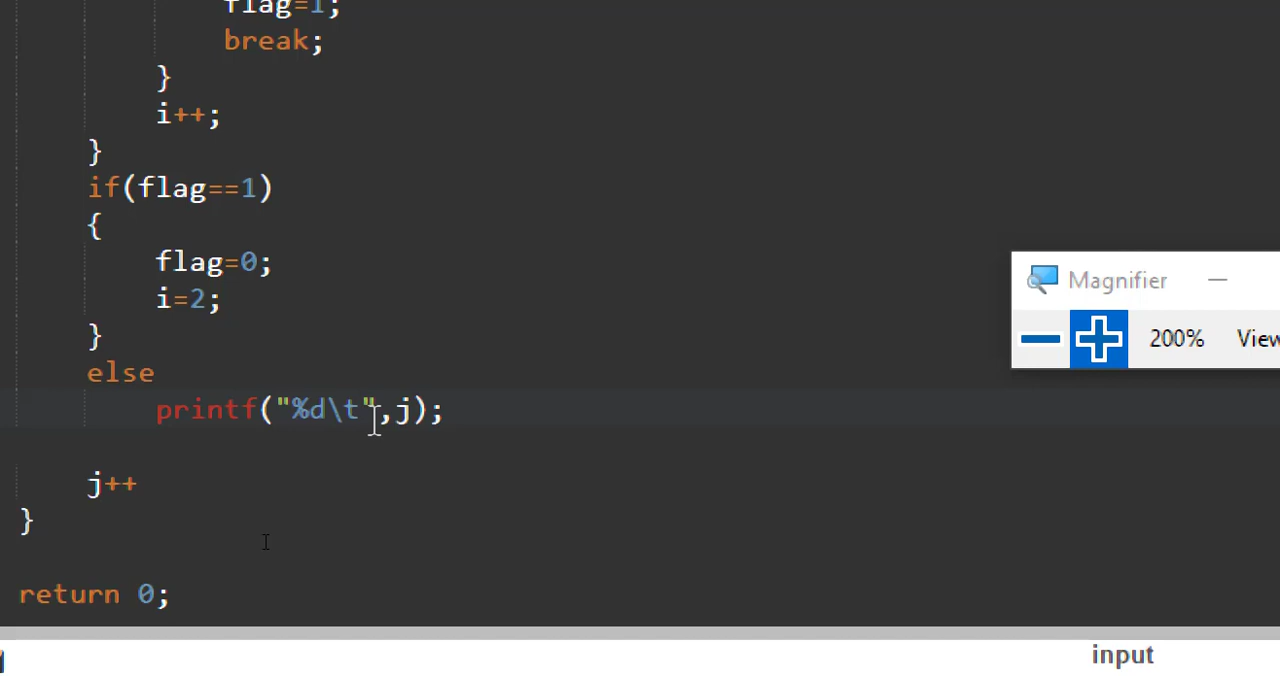 flag=1;
break;
}
i++;
}
if(flag==1)
{
flag=0;
i=2;
}
else
printf("%d\t",j);
j++
}
return 0;
Magnifier
200% View
input